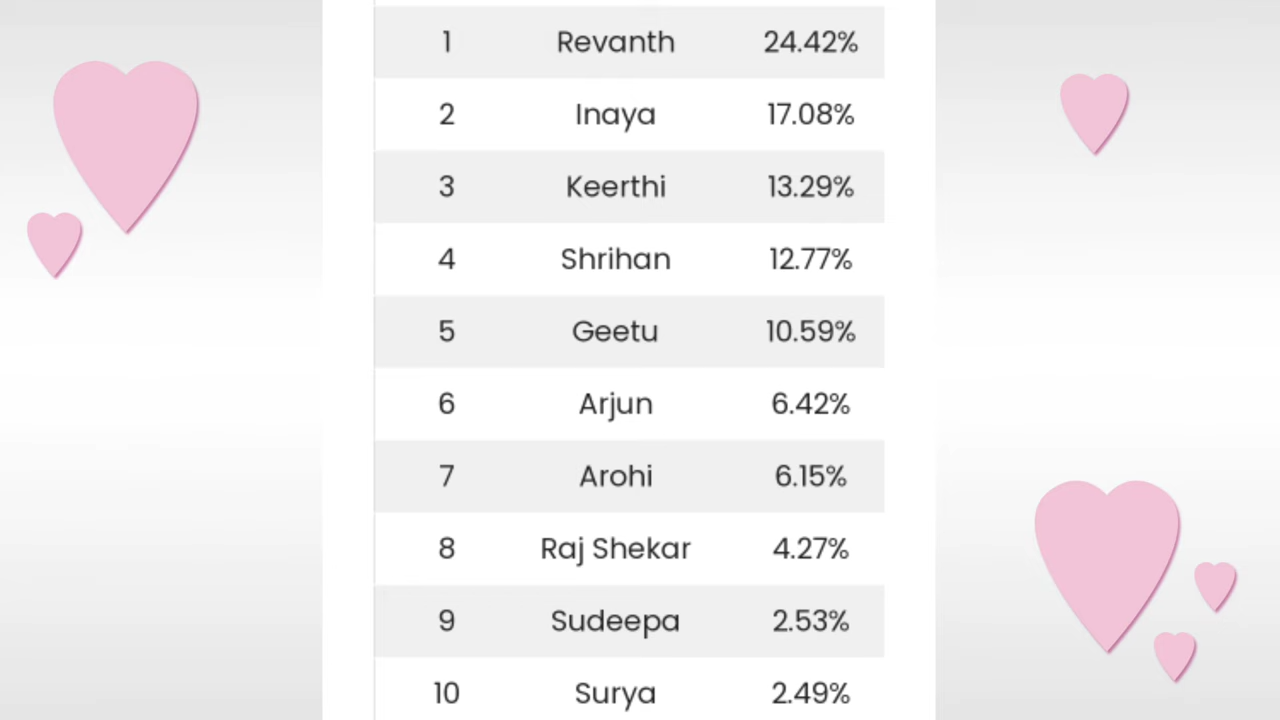 1 Revanth 24.42%
2 Inaya 17.08%
3 Keerthi 13.29%
4 Shrihan 12.77%
5 Geetu 10.59%
6 Arjun 6.42%
7 Arohi 6.15%
8 Raj Shekar 4.27%
9 Sudeepa 2.53%
10 Surya 2.49%